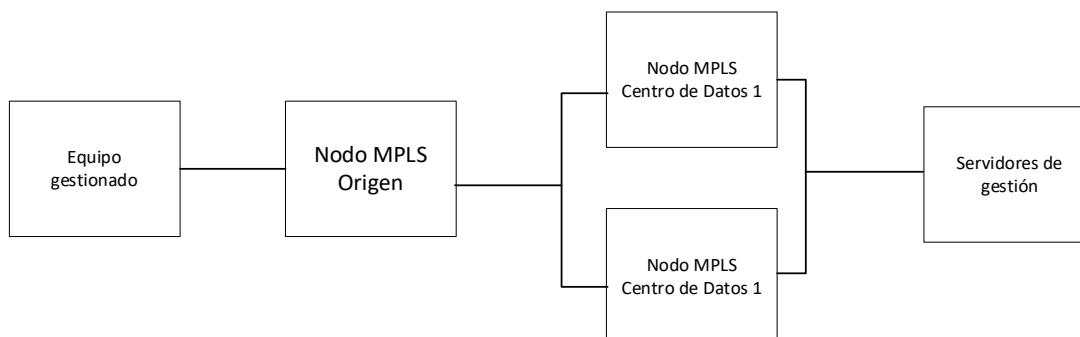 Equipo
gestionado
Nodo MPLS
Origen
Nodo MPLS
Centro de Datos 1
Nodo MPLS
Centro de Datos 1
Servidores de
gestión